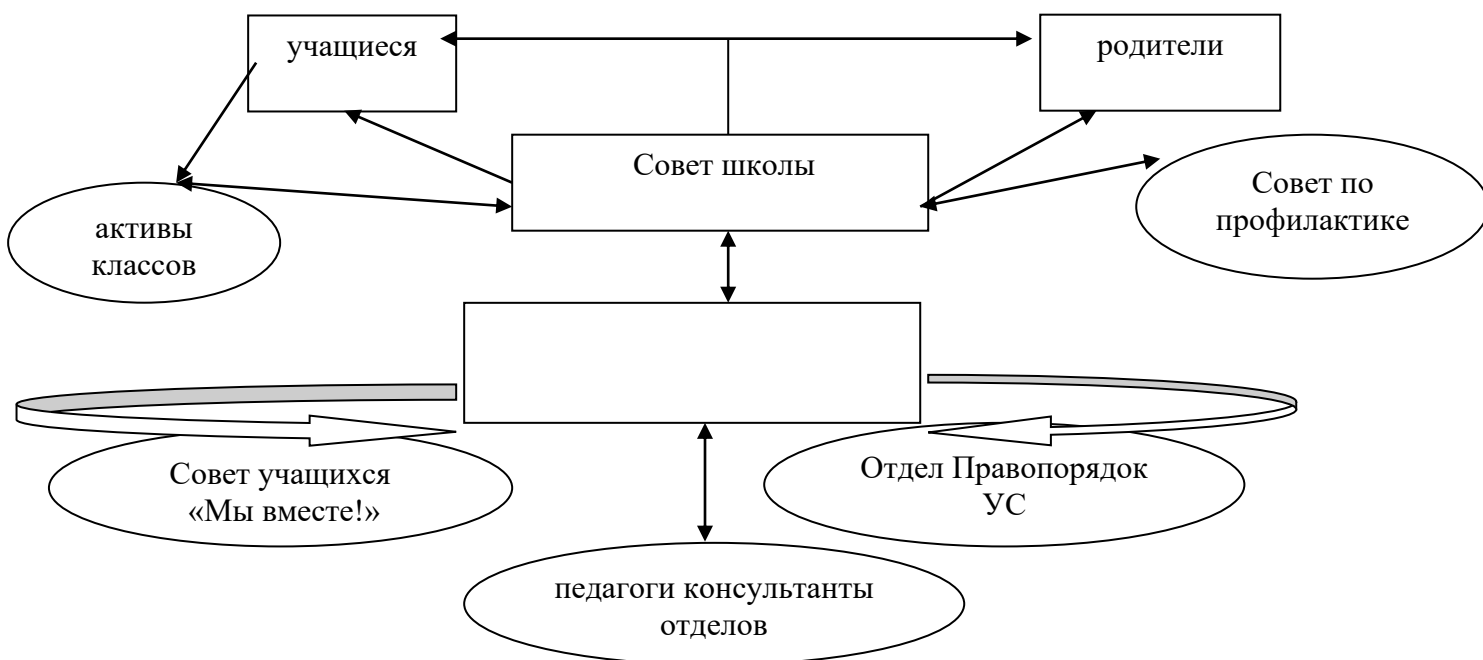 учащиеся
родители
Совет школы
Совет по
профилактике
активы
классов
Совет учащихся
«Мы вместе!»
Отдел Правопорядок
УС
педагоги консультанты
отделов